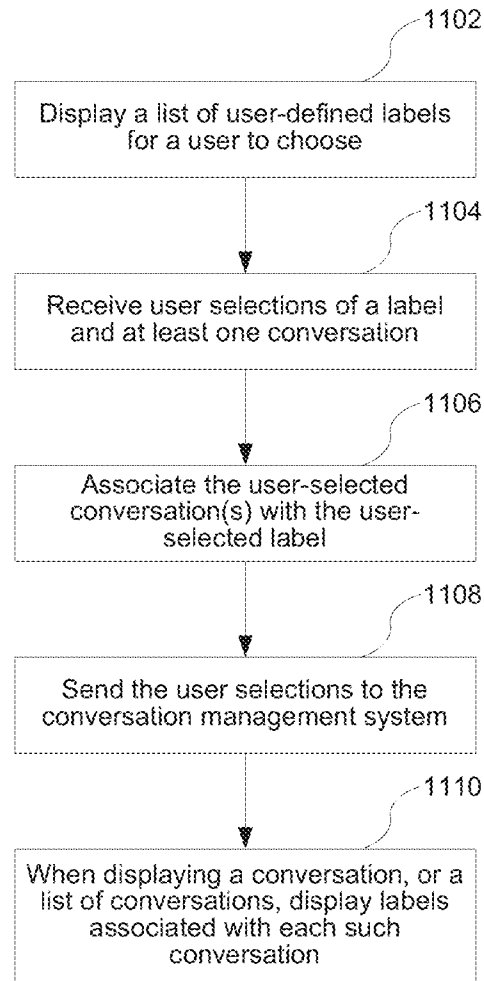 1102
Display a list of user-defined labels
for a user to choose
1104
Receive user selections of a label
and at least one conversation
1106
Associate the user-selected
conversation(s) with the user-
selected label
1108
Send the user selections to the
conversation management system
1110
When displaying a conversation, or a
list of conversations, display labels
associated with each such
conversation